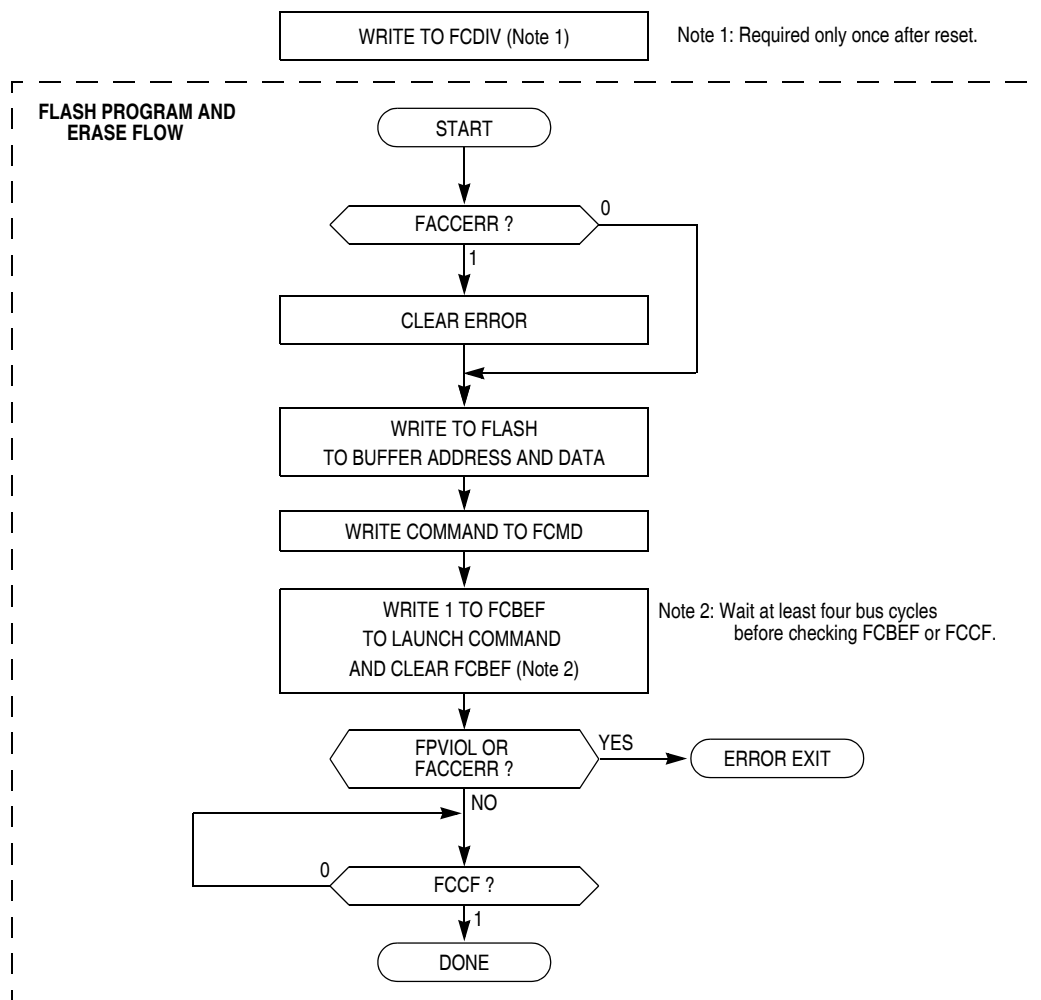 WRITE TO FCDIV (Note 1)
Note 1: Required only once after reset.
FLASH PROGRAM AND
ERASE FLOW
START
FACCERR ?
0
1
CLEAR ERROR
WRITE TO FLASH
TO BUFFER ADDRESS AND DATA
WRITE COMMAND TO FCMD
WRITE 1 TO FCBEF
TO LAUNCH COMMAND
AND CLEAR FCBEF (Note 2)
Note 2: Wait at least four bus cycles
before checking FCBEF or FCCF.
FPVIOL OR
FACCERR ?
YES
ERROR EXIT
NO
0
FCCF ?
1
DONE